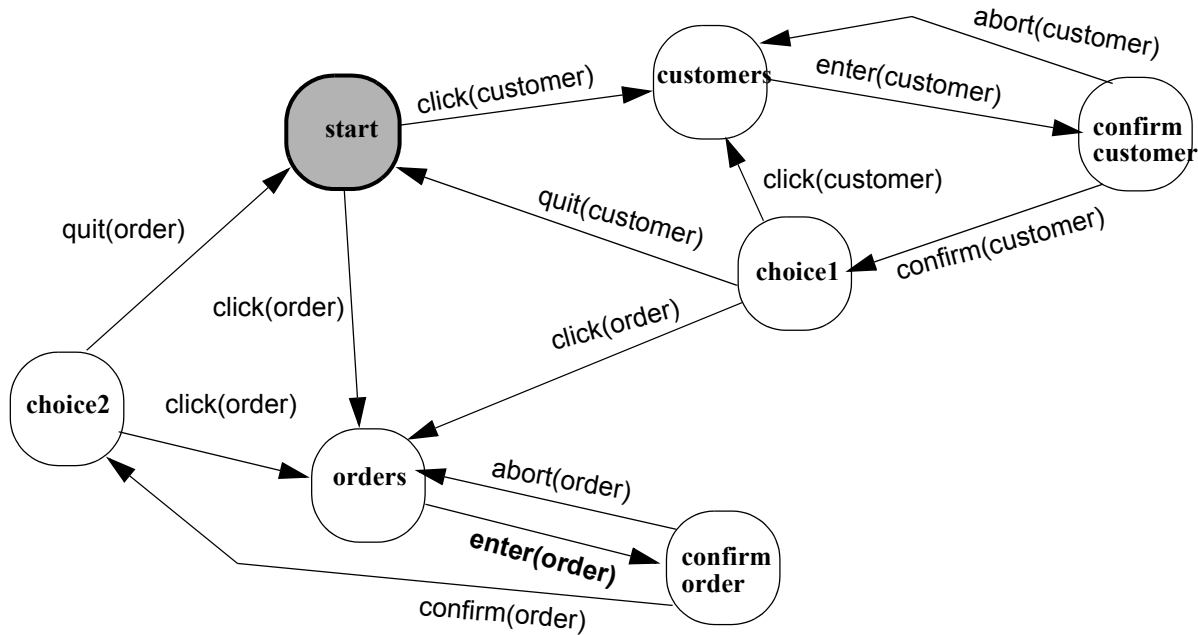 abort(customer)
customers
enter(customer)
click(customer)
start
confirm
customer
click(customer)
quit(customer)
quit(order)
confirm(customer)
choice1
click(order)
click(order)
choice2
click(order)
orders
abort(order)
enter(order)
confirm
order
confirm(order)